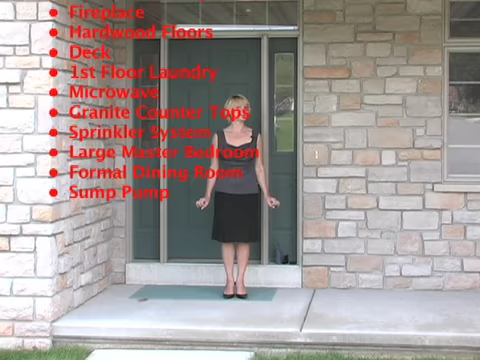 • Fireplace
• Hardwood Floors
• Deck
• 1st Floor Laundry
• Microwave
• Granite Counter Tops
• Sprinkler System
• Large Master Bedroom
• Formal Dining Room
• Sump Pump